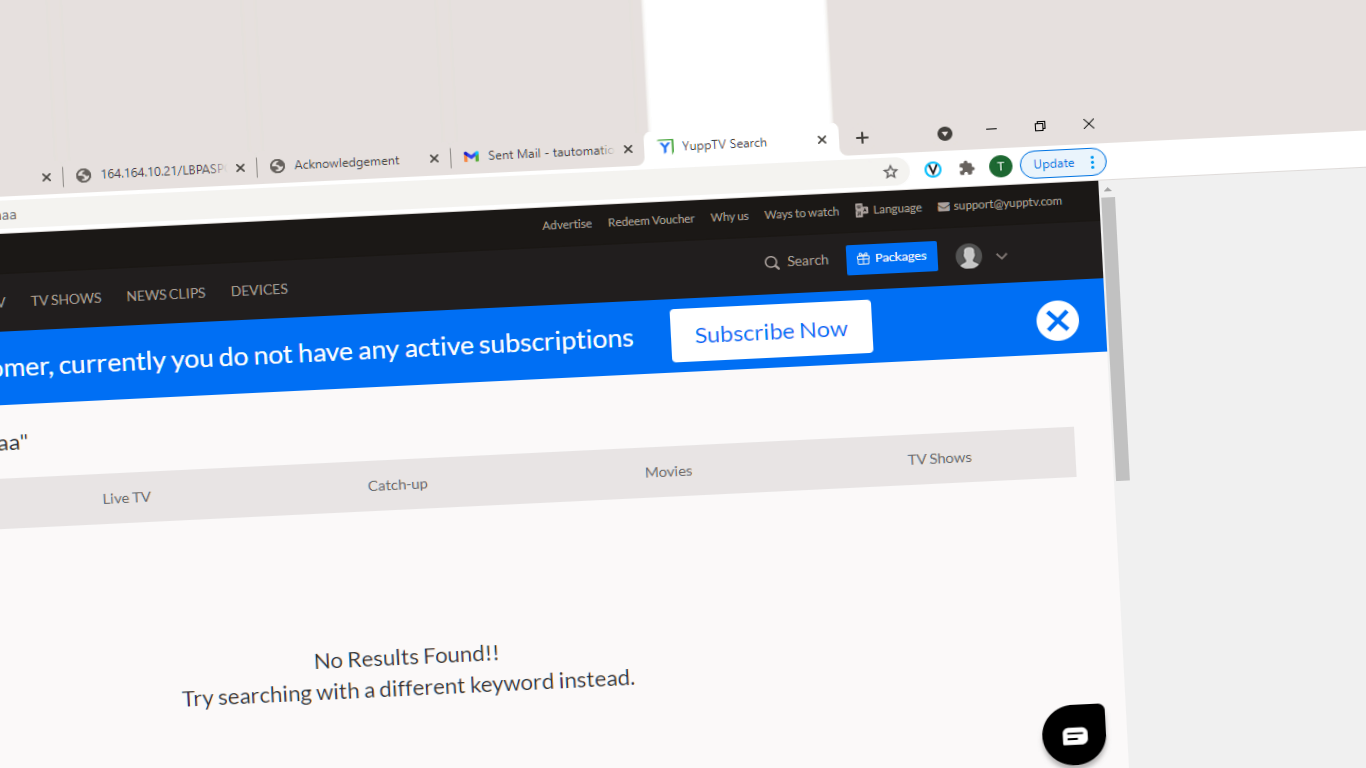 164.164.10.21/LBPASP
Acknowledgement
Sent Mail - tautomatic
YuppTV Search
T
Update
naa
Advertise
Redeem Voucher
Why us
Ways to watch
Language
support@yupptv.com
V
TV SHOWS
NEWS CLIPS
DEVICES
Search
Packages
omer, currently you do not have any active subscriptions
Subscribe Now
aa"
Live TV
Catch-up
Movies
TV Shows
No Results Found!!
Try searching with a different keyword instead.